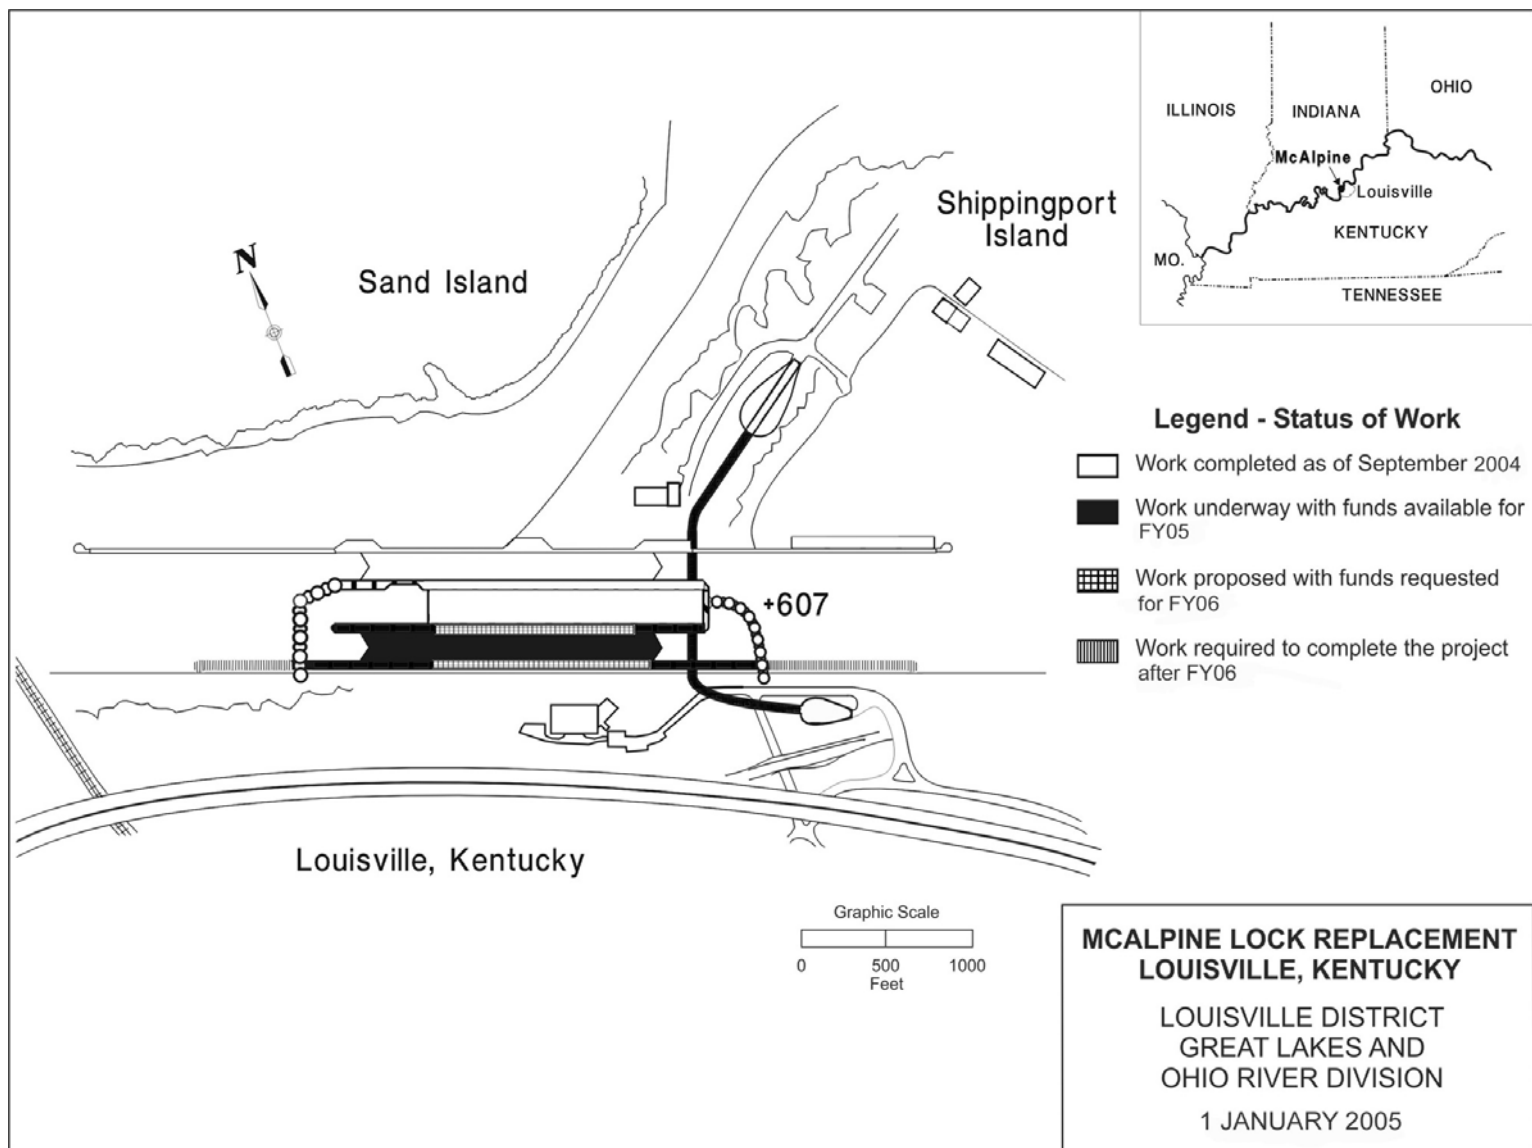 ILLINOIS
INDIANA
OHIO
McAlpine
Louisville
KENTUCKY
MO.
TENNESSEE
Shippingport
Island
N
Sand Island
Legend - Status of Work
Work completed as of September 2004
Work underway with funds available for
FY05
Work proposed with funds requested
for FY06
Work required to complete the project
after FY06
+607
Louisville, Kentucky
Graphic Scale
0 500 1000
Feet
MCALPINE LOCK REPLACEMENT
LOUISVILLE, KENTUCKY
LOUISVILLE DISTRICT
GREAT LAKES AND
OHIO RIVER DIVISION
1 JANUARY 2005